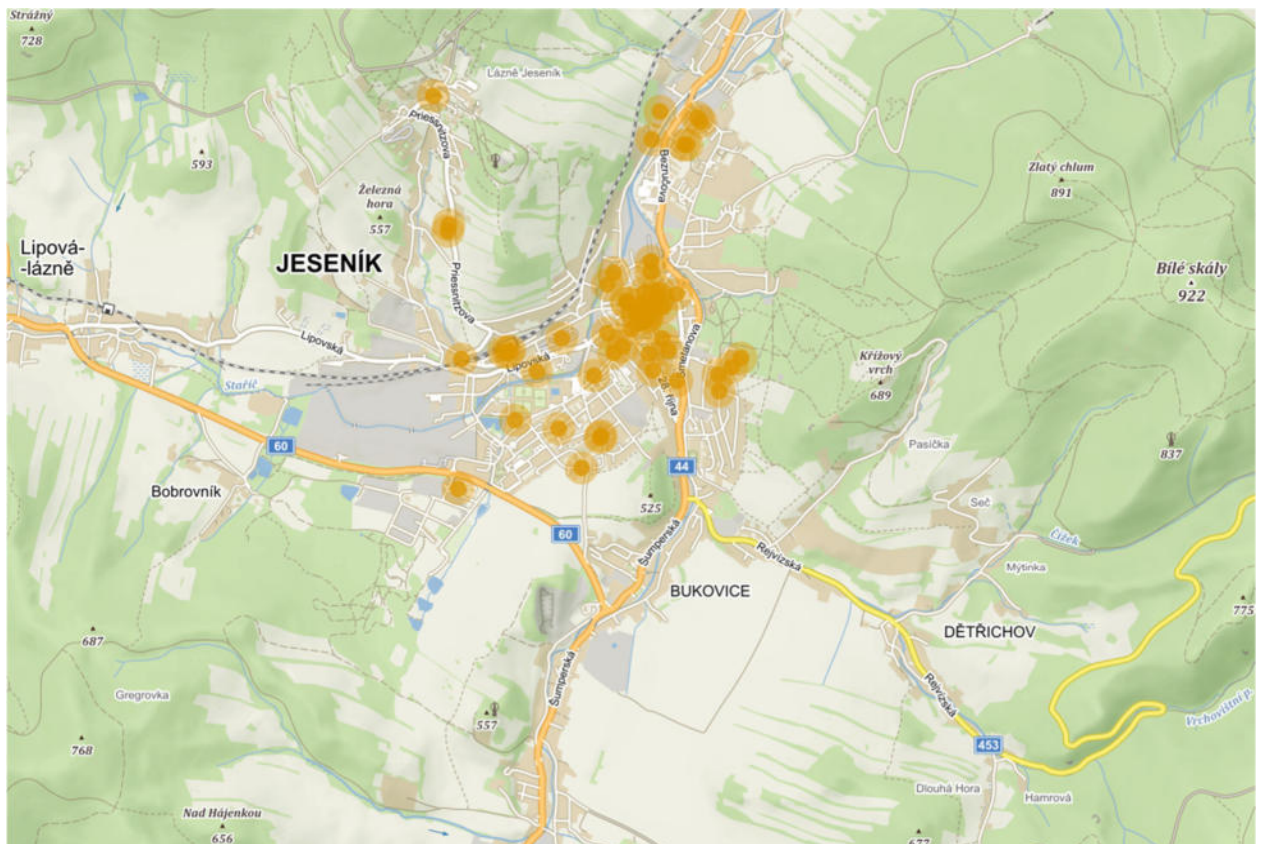 Strážný
728
Lázně Jeseník
Priessnitzova
593
Železná
hora
557
Bezručova
Zlatý chlum
891
Lipová-
-lázně
JESENÍK
Priessnitzova
Bílé skály
922
Lipovská
Lipovská
Smetanova
28. října
Křížový
vrch
689
Staříč
60
Pasíčka
837
44
Bobrovník
Seč
525
60
Šumperská
Rejvízská
Čížek
Mýtinka
BUKOVICE
775
DĚTŘICHOV
687
Šumperská
Rejvízská
Gregrovka
557
Vrchovištní p.
768
453
Dlouhá Hora
Hamrová
Nad Hájenkou
656
677